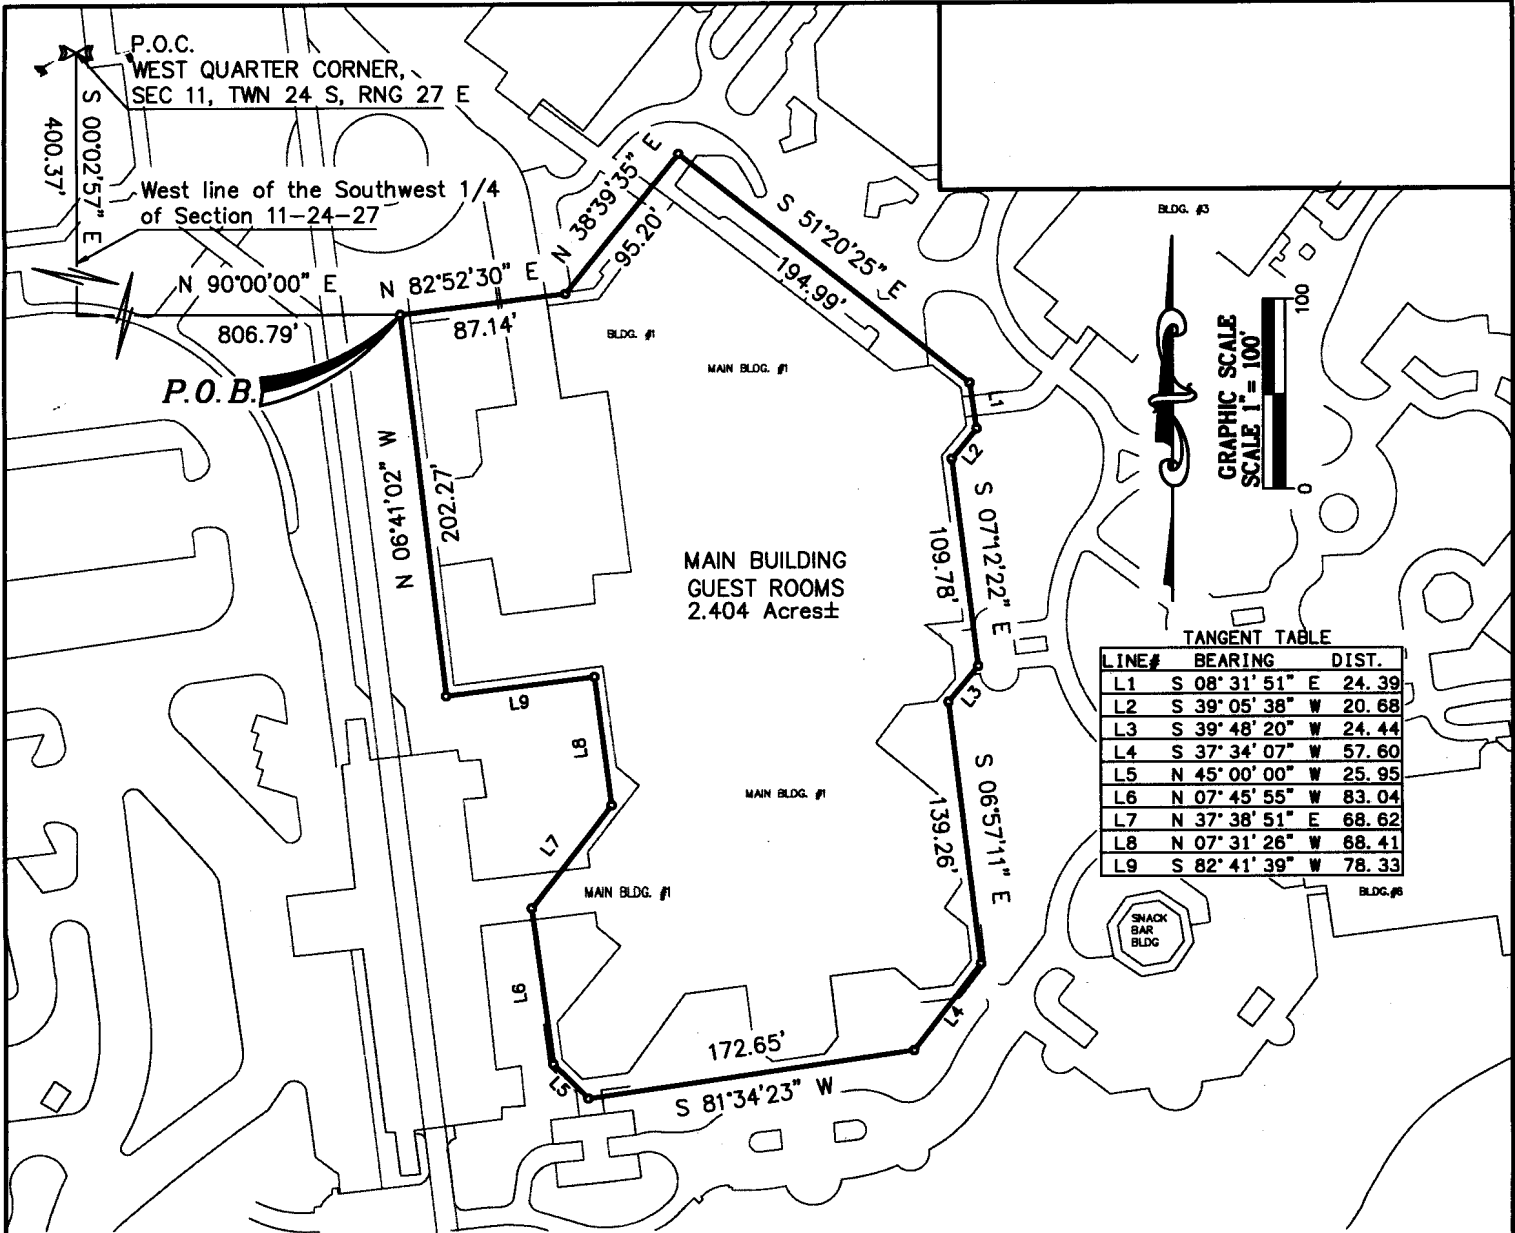 P.O.C.
WEST QUARTER CORNER,
SEC 11, TWN 24 S, RNG 27 E
S 00°02'57" E
400.37'
West line of the Southwest 1/4
of Section 11-24-27
N 90°00'00" E
806.79'
P.O.B.
N 82°52'30" E
87.14'
N 38°39'35" E
95.20'
S 51°20'25" E
194.99'
BLDG. #3
GRAPHIC SCALE
SCALE 1" = 100'
0
100
BLDG. #1
MAIN BLDG. #1
L1
L2
N 06°41'02" W
202.27'
S 07°12'22" E
109.78'
MAIN BUILDING
GUEST ROOMS
2.404 Acres±
L3
L9
L8
S 06°57'11" E
139.26'
MAIN BLDG. #1
L7
MAIN BLDG. #1
L6
L4
172.65'
S 81°34'23" W
L5
TANGENT TABLE
LINE# BEARING DIST.
L1 S 08°31'51" E 24.39
L2 S 39°05'38" W 20.68
L3 S 39°48'20" W 24.44
L4 S 37°34'07" W 57.60
L5 N 45°00'00" W 25.95
L6 N 07°45'55" W 83.04
L7 N 37°38'51" E 68.62
L8 N 07°31'26" W 68.41
L9 S 82°41'39" W 78.33
BLDG.#6
SNACK
BAR
BLDG